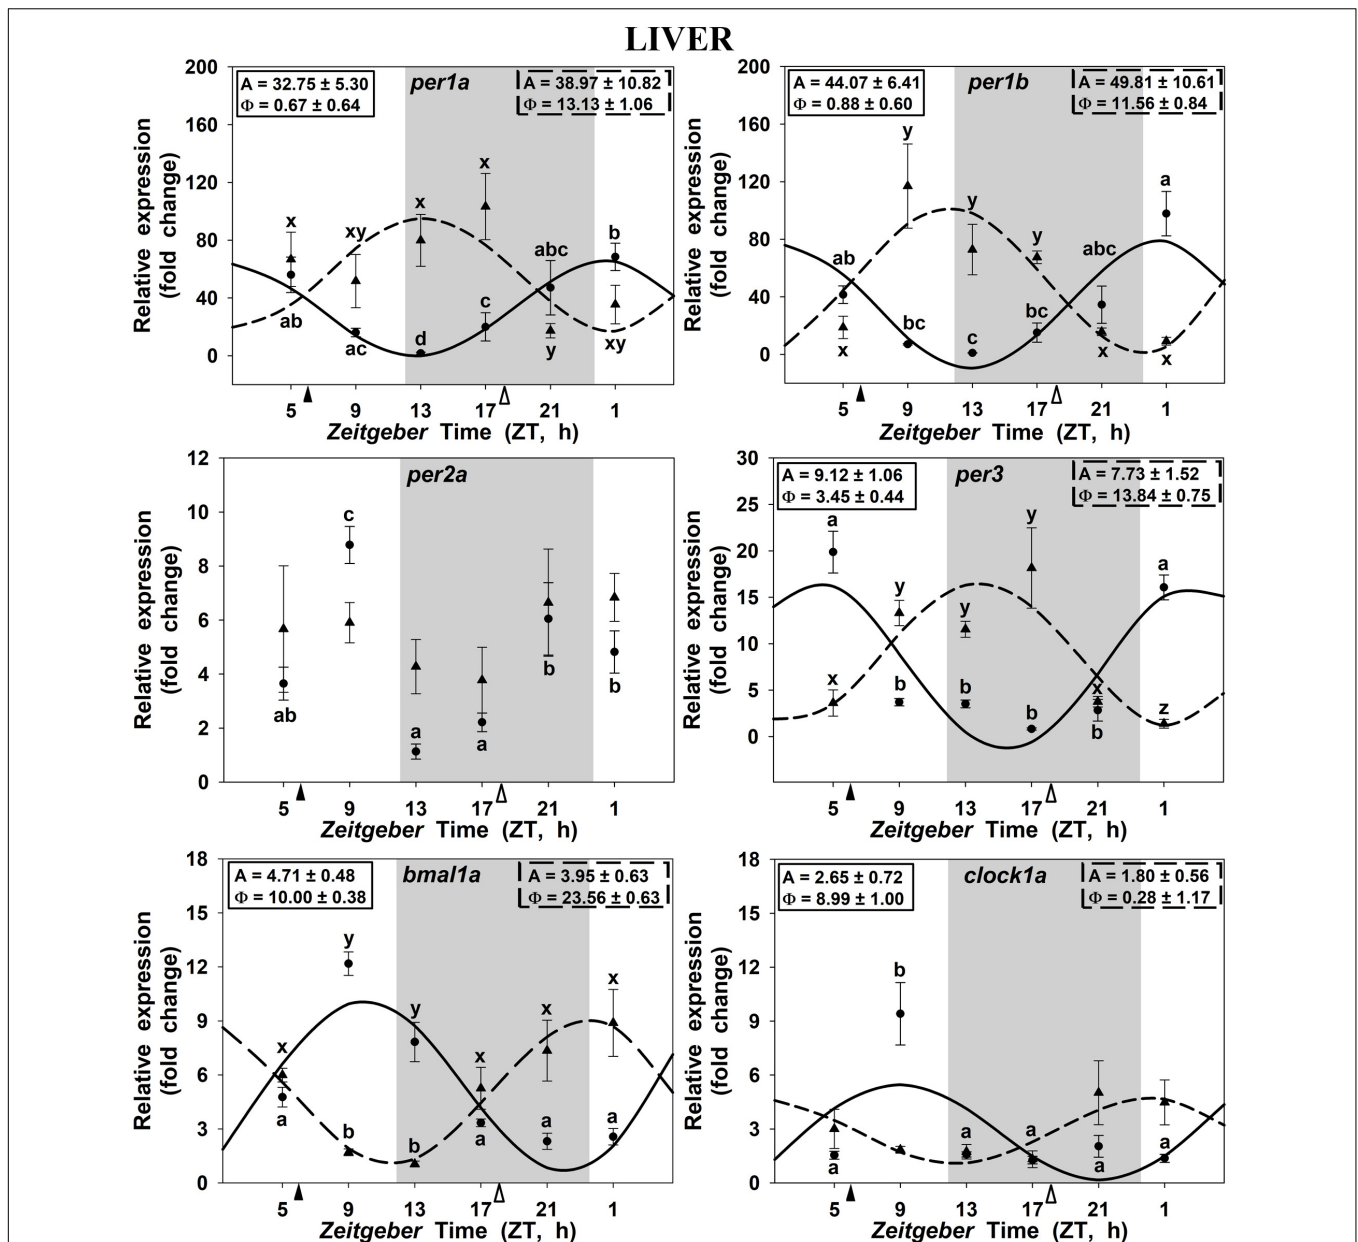 LIVER
per1a
A = 32.75 ± 5.30
Φ = 0.67 ± 0.64
A = 38.97 ± 10.82
Φ = 13.13 ± 1.06
Relative expression
(fold change)
200
160
120
80
40
0
x
ab
xy
ac
x
d
x
c
abc
y
b
xy
5 9 13 17 21 1
Zeitgeber Time (ZT, h)
per1b
A = 44.07 ± 6.41
Φ = 0.88 ± 0.60
A = 49.81 ± 10.61
Φ = 11.56 ± 0.84
Relative expression
(fold change)
200
160
120
80
40
0
ab
x
y
bc
y
c
y
bc
abc
x
a
x
5 9 13 17 21 1
Zeitgeber Time (ZT, h)
per2a
Relative expression
(fold change)
12
10
8
6
4
2
0
ab
c
a
a
b
b
5 9 13 17 21 1
Zeitgeber Time (ZT, h)
per3
A = 9.12 ± 1.06
Φ = 3.45 ± 0.44
A = 7.73 ± 1.52
Φ = 13.84 ± 0.75
Relative expression
(fold change)
30
25
20
15
10
5
0
a
x
y
b
y
b
y
b
x
b
a
z
5 9 13 17 21 1
Zeitgeber Time (ZT, h)
bmal1a
A = 4.71 ± 0.48
Φ = 10.00 ± 0.38
A = 3.95 ± 0.63
Φ = 23.56 ± 0.63
Relative expression
(fold change)
18
15
12
9
6
3
0
x
a
y
b
y
b
x
a
x
a
x
a
5 9 13 17 21 1
Zeitgeber Time (ZT, h)
clock1a
A = 2.65 ± 0.72
Φ = 8.99 ± 1.00
A = 1.80 ± 0.56
Φ = 0.28 ± 1.17
Relative expression
(fold change)
18
15
12
9
6
3
0
a
b
a
a
a
a
5 9 13 17 21 1
Zeitgeber Time (ZT, h)